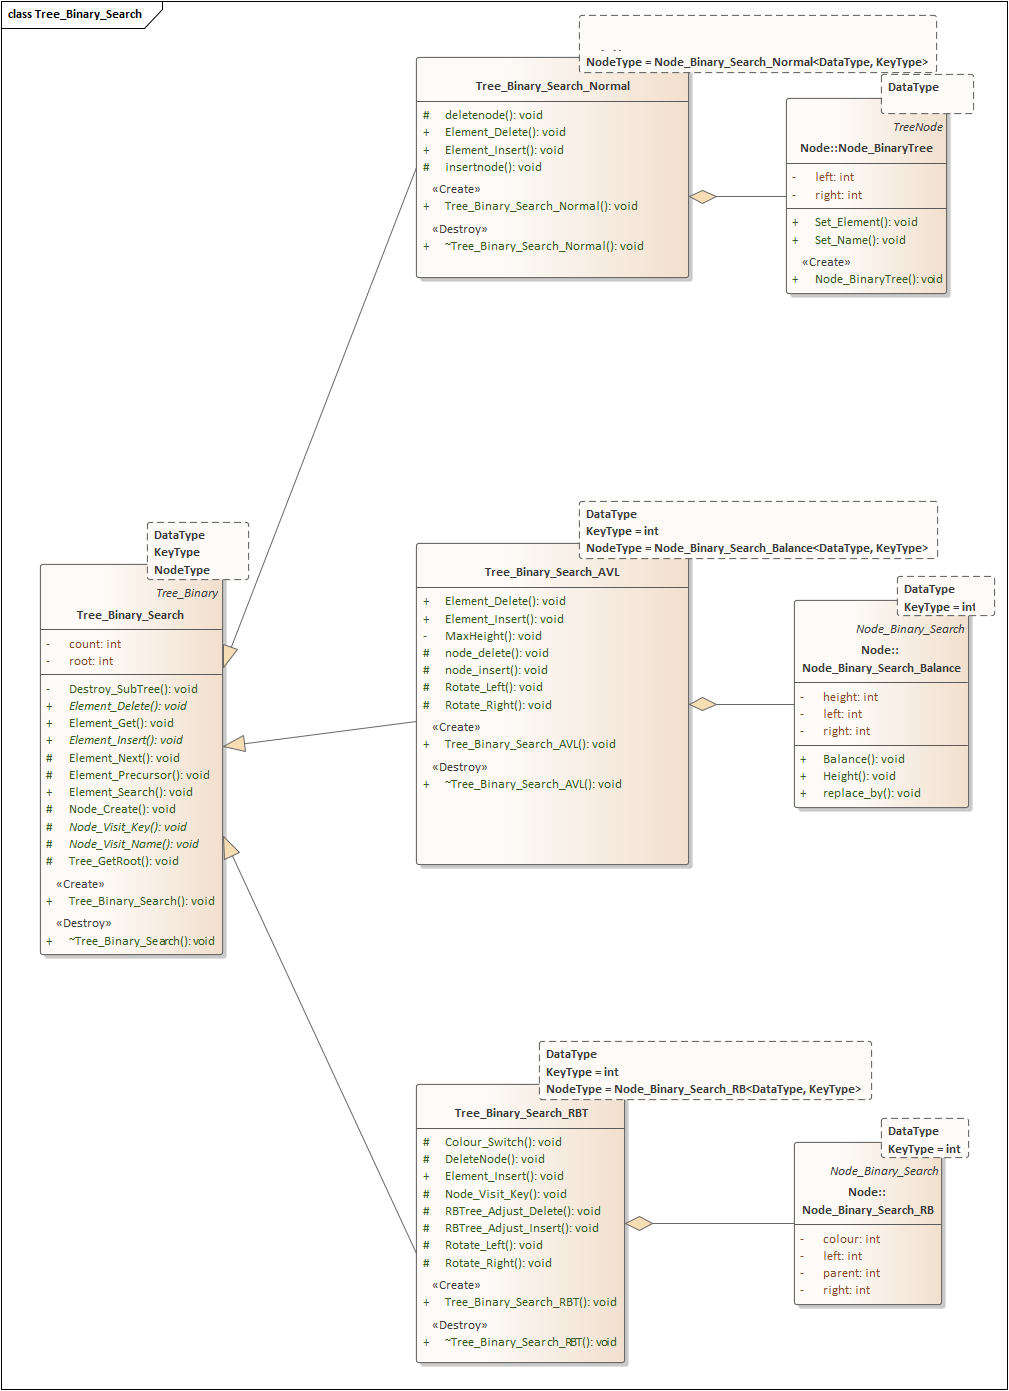 class Tree_Binary_Search
NodeType = Node_Binary_Search_Normal<DataType, KeyType>
Tree_Binary_Search_Normal
# deletenode(): void
+ Element_Delete(): void
+ Element_Insert(): void
# insertnode(): void
«Create»
+ Tree_Binary_Search_Normal(): void
«Destroy»
+ ~Tree_Binary_Search_Normal(): void
DataType
TreeNode
Node::Node_BinaryTree
- left: int
- right: int
+ Set_Element(): void
+ Set_Name(): void
«Create»
+ Node_BinaryTree(): void
DataType
KeyType
NodeType
Tree_Binary
Tree_Binary_Search
- count: int
- root: int
- Destroy_SubTree(): void
+ Element_Delete(): void
+ Element_Get(): void
+ Element_Insert(): void
# Element_Next(): void
# Element_Precursor(): void
+ Element_Search(): void
# Node_Create(): void
# Node_Visit_Key(): void
# Node_Visit_Name(): void
# Tree_GetRoot(): void
«Create»
+ Tree_Binary_Search(): void
«Destroy»
+ ~Tree_Binary_Search(): void
DataType
KeyType = int
NodeType = Node_Binary_Search_Balance<DataType, KeyType>
Tree_Binary_Search_AVL
+ Element_Delete(): void
+ Element_Insert(): void
- MaxHeight(): void
# node_delete(): void
# node_insert(): void
# Rotate_Left(): void
# Rotate_Right(): void
«Create»
+ Tree_Binary_Search_AVL(): void
«Destroy»
+ ~Tree_Binary_Search_AVL(): void
DataType
KeyType = int
Node_Binary_Search
Node::
Node_Binary_Search_Balance
- height: int
- left: int
- right: int
+ Balance(): void
+ Height(): void
+ replace_by(): void
DataType
KeyType = int
NodeType = Node_Binary_Search_RB<DataType, KeyType>
Tree_Binary_Search_RBT
# Colour_Switch(): void
# DeleteNode(): void
+ Element_Insert(): void
# Node_Visit_Key(): void
# RBTree_Adjust_Delete(): void
# RBTree_Adjust_Insert(): void
# Rotate_Left(): void
# Rotate_Right(): void
«Create»
+ Tree_Binary_Search_RBT(): void
«Destroy»
+ ~Tree_Binary_Search_RBT(): void
DataType
KeyType = int
Node_Binary_Search
Node::
Node_Binary_Search_RB
- colour: int
- left: int
- parent: int
- right: int